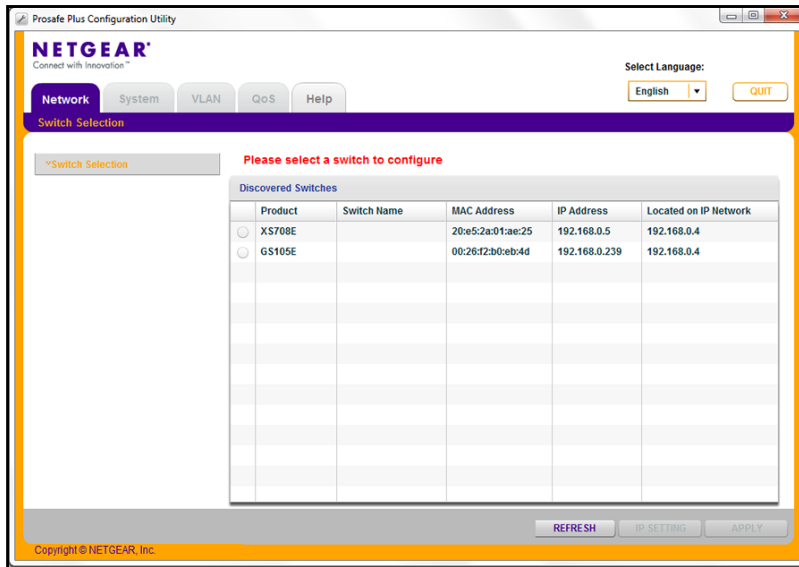 Prosafe Plus Configuration Utility
NETGEAR®
Connect with Innovation™
Select Language:
English
QUIT
Network System VLAN QoS Help
Switch Selection
Switch Selection
Please select a switch to configure
Discovered Switches
Product Switch Name MAC Address IP Address Located on IP Network
XS708E 20:e5:2a:01:ae:25 192.168.0.5 192.168.0.4
GS105E 00:26:f2:b0:eb:4d 192.168.0.239 192.168.0.4
REFRESH IP SETTING APPLY
Copyright © NETGEAR, Inc.